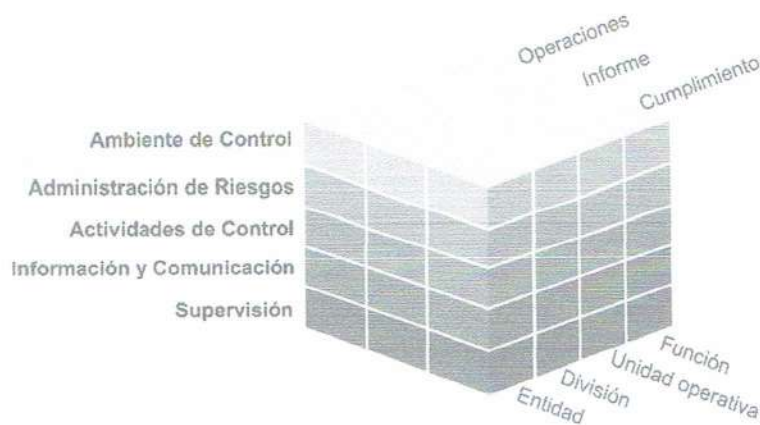 Operaciones
Informe
Cumplimiento
Ambiente de Control
Administración de Riesgos
Actividades de Control
Información y Comunicación
Supervisión
Función
Unidad operativa
División
Entidad